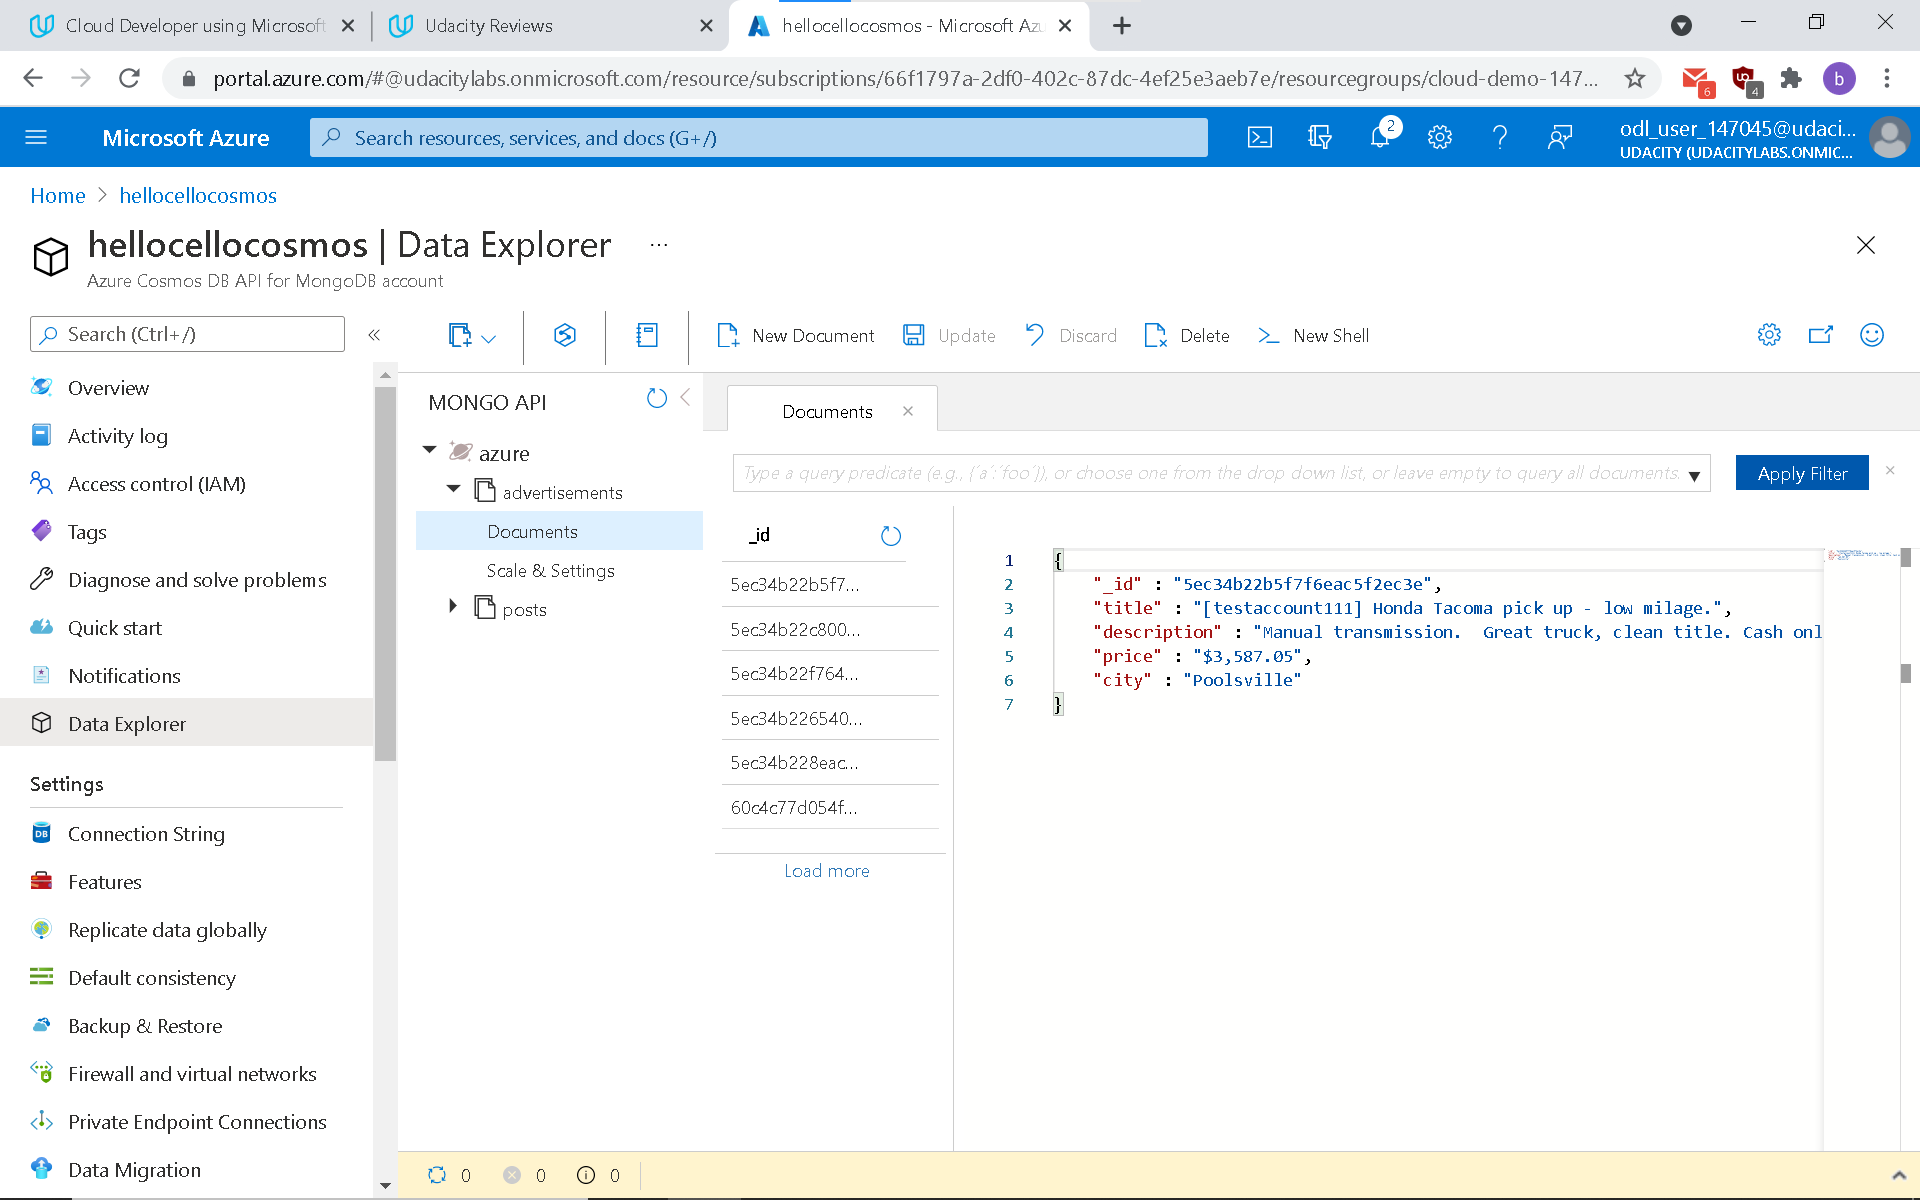 Cloud Developer using Microsoft
Udacity Reviews
hellocellocosmos - Microsoft Azu
portal.azure.com/#@udacitylabs.onmicrosoft.com/resource/subscriptions/66f1797a-2df0-402c-87dc-4ef25e3aeb7e/resourcegroups/cloud-demo-147...
6
4
b
Microsoft Azure
Search resources, services, and docs (G+/)
2
odl_user_147045@udaci...
UDACITY (UDACITYLABS.ONMIC...
Home > hellocellocosmos
hellocellocosmos | Data Explorer ...
Azure Cosmos DB API for MongoDB account
Search (Ctrl+/)
«
New Document
Update
Discard
Delete
New Shell
Overview
Activity log
Access control (IAM)
Tags
Diagnose and solve problems
Quick start
Notifications
Data Explorer
Settings
Connection String
Features
Replicate data globally
Default consistency
Backup & Restore
Firewall and virtual networks
Private Endpoint Connections
Data Migration
MONGO API
azure
advertisements
Documents
Scale & Settings
posts
Documents
Type a query predicate (e.g., {´a´:´foo´}), or choose one from the drop down list, or leave empty to query all documents.
Apply Filter
_id
5ec34b22b5f7...
5ec34b22c800...
5ec34b22f764...
5ec34b226540...
5ec34b228eac...
60c4c77d054f...
Load more
1 {
2 "_id" : "5ec34b22b5f7f6eac5f2ec3e",
3 "title" : "[testaccount111] Honda Tacoma pick up - low milage.",
4 "description" : "Manual transmission.  Great truck, clean title. Cash onl
5 "price" : "$3,587.05",
6 "city" : "Poolsville"
7 }
0 0 0